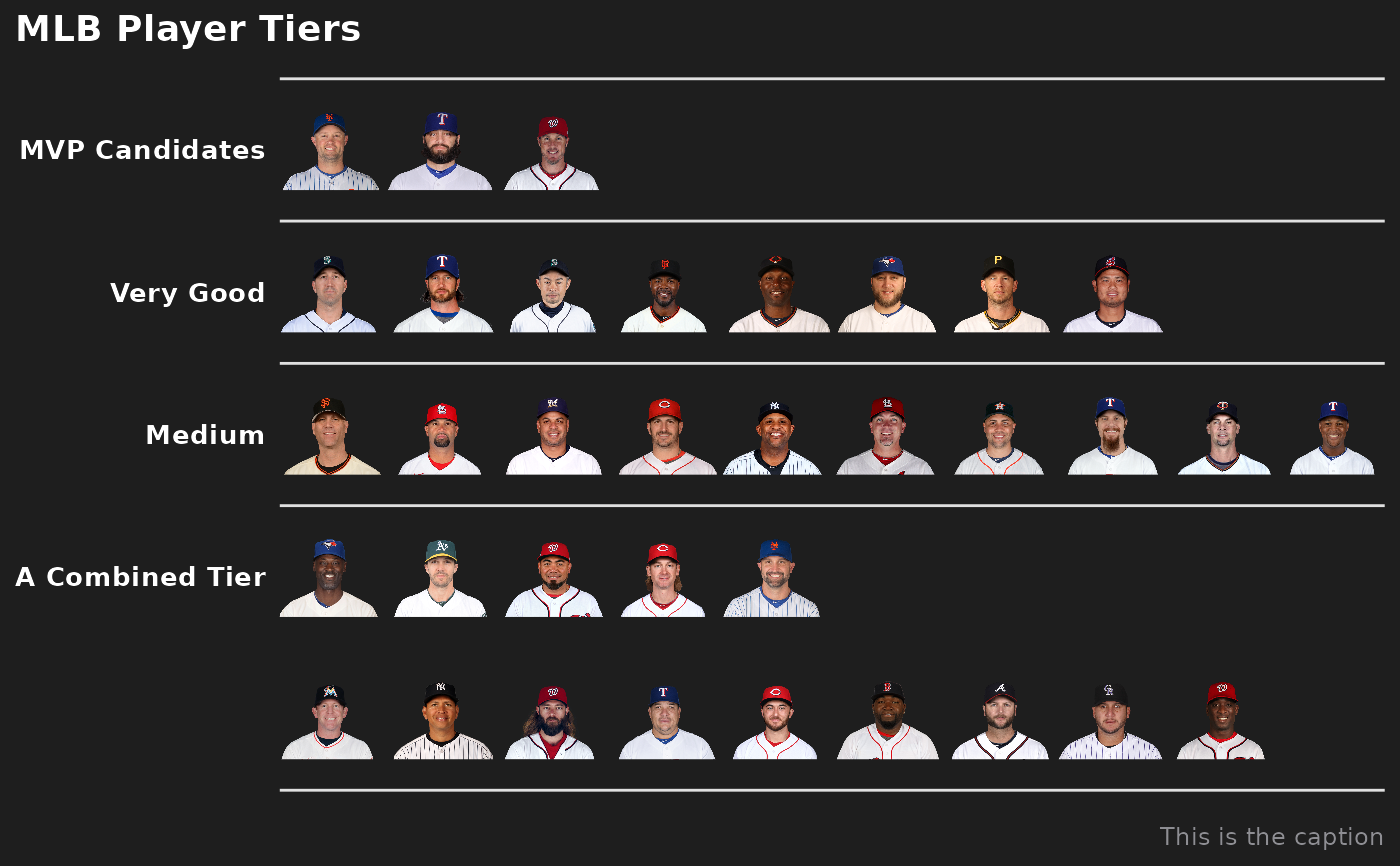 MLB Player Tiers
MVP Candidates
Very Good
Medium
A Combined Tier
This is the caption